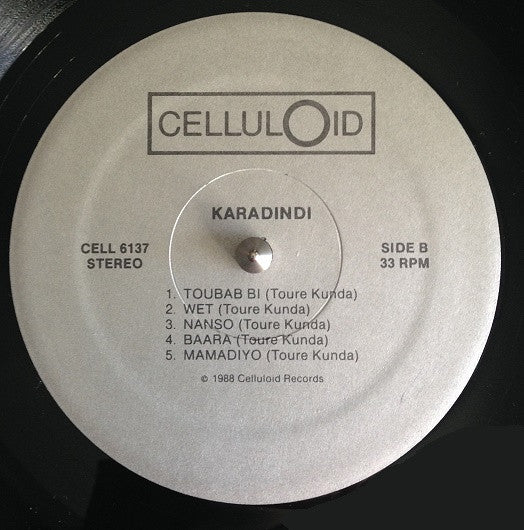 CELLULOID
KARADINDI
CELL 6137
STEREO
SIDE B
33 RPM
1. TOUBAB BI (Toure Kunda)
2. WET (Toure Kunda)
3. NANSO (Toure Kunda)
4. BAARA (Toure Kunda)
5. MAMADIYO (Toure Kunda)
© 1988 Celluloid Records